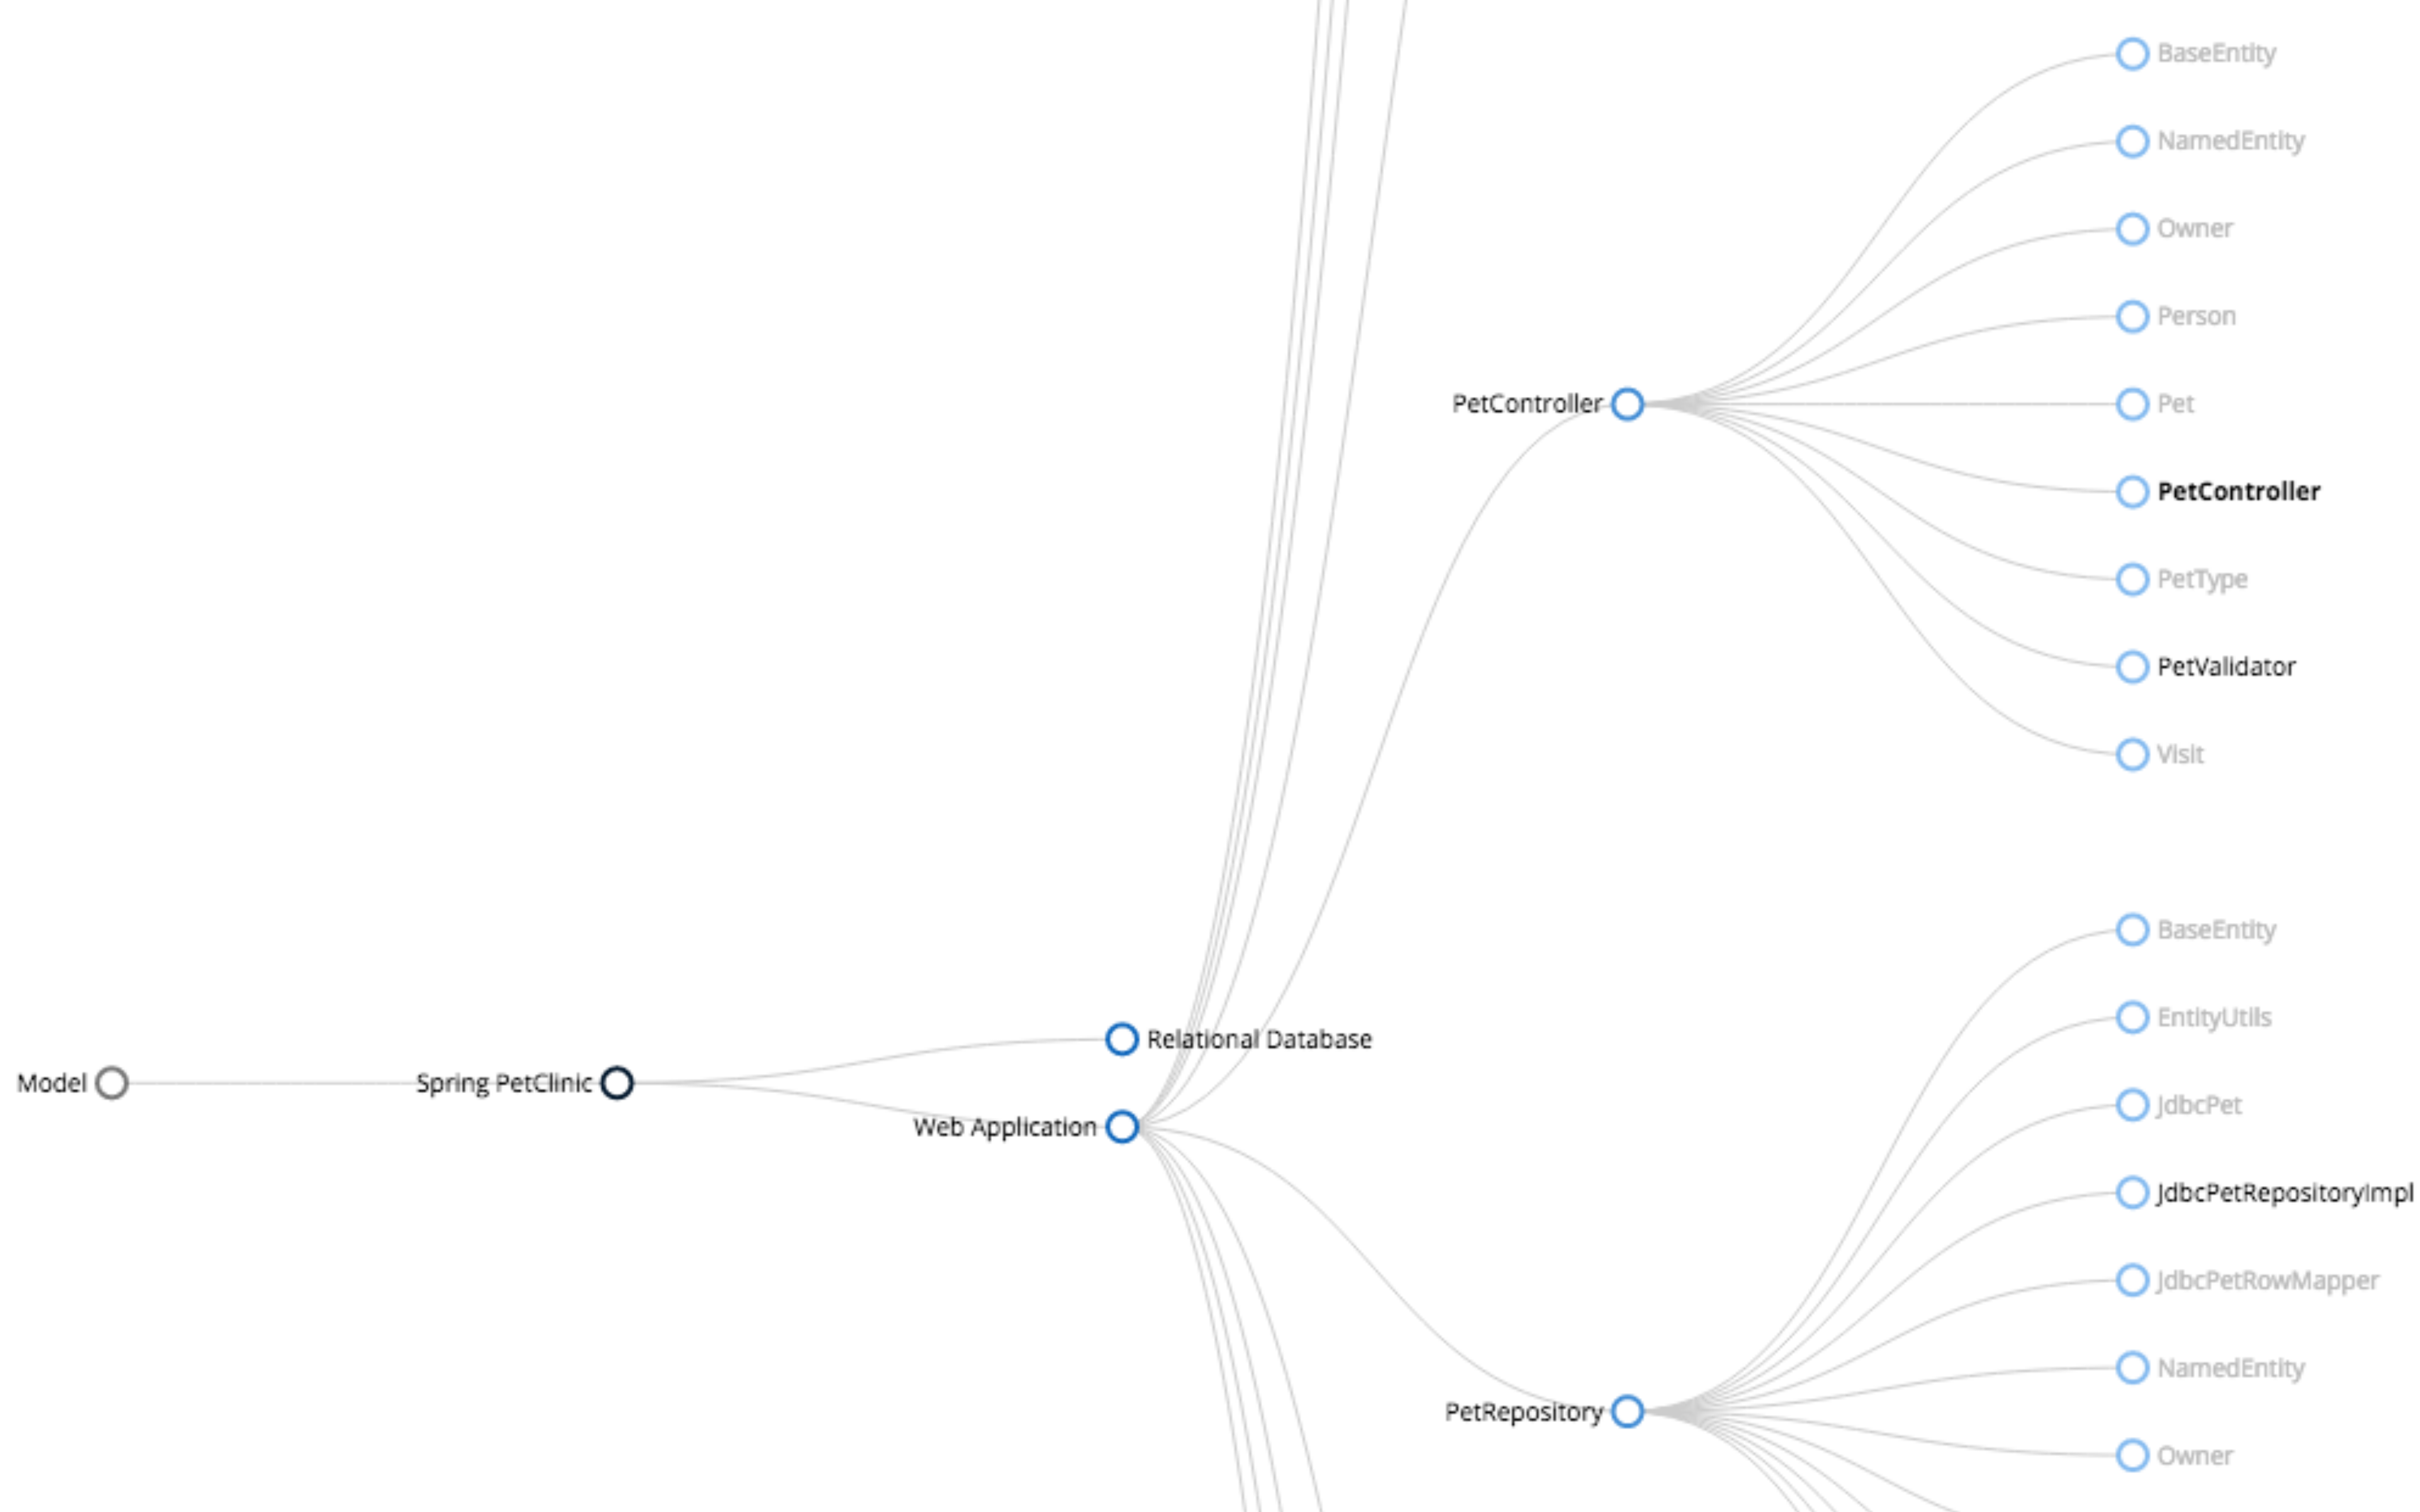 BaseEntity
NamedEntity
Owner
Person
PetController
Pet
PetController
PetType
PetValidator
Visit
BaseEntity
EntityUtils
Relational Database
Model
Spring PetClinic
JdbcPet
Web Application
JdbcPetRepositoryImpl
JdbcPetRowMapper
NamedEntity
PetRepository
Owner